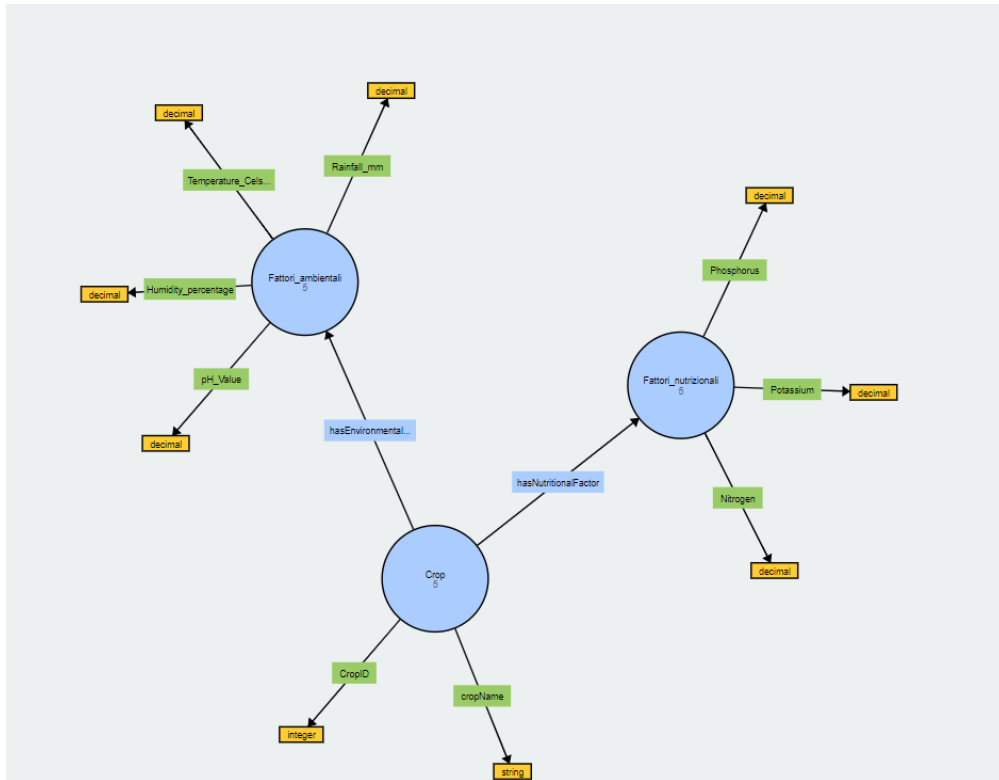 decimal
decimal
Rainfall_mm
Temperature_Cels...
decimal
Phosphorus
Fattori_ambientali
5
Humidity_percentage
decimal
pH_Value
Fattori_nutrizionali
5
Potassium
decimal
hasEnvironmental...
decimal
hasNutritionalFactor
Nitrogen
decimal
Crop
5
CropID
cropName
integer
string